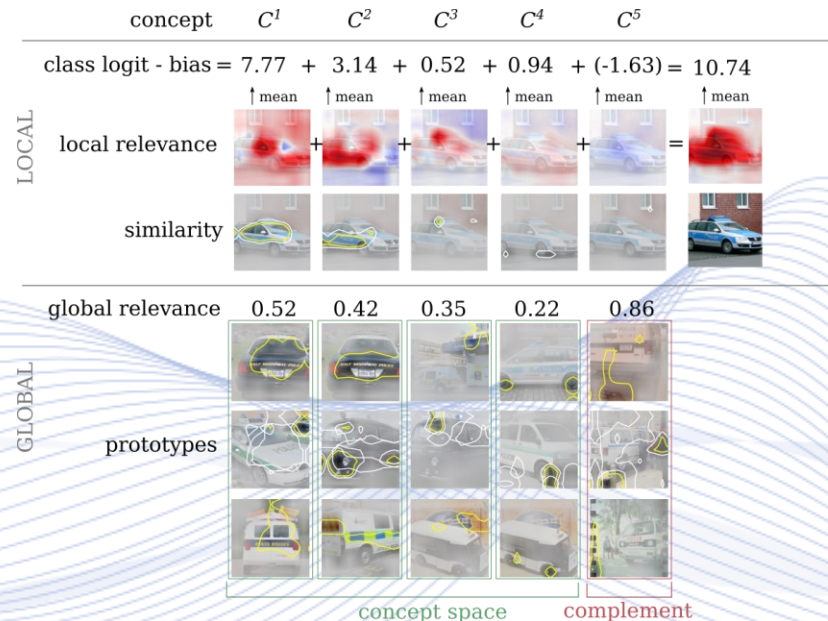 concept C¹ C² C³ C⁴ C⁵
class logit - bias = 7.77 + 3.14 + 0.52 + 0.94 + (-1.63) = 10.74
↑ mean ↑ mean ↑ mean ↑ mean ↑ mean ↑ mean
LOCAL
local relevance + + + + =
similarity
global relevance 0.52 0.42 0.35 0.22 0.86
GLOBAL
prototypes
concept space complement